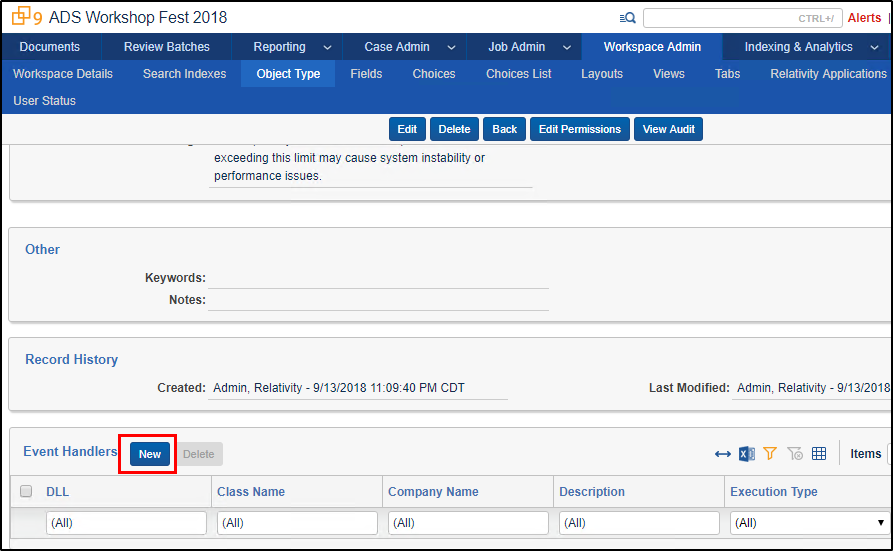 9 ADS Workshop Fest 2018
CTRL+/
Alerts
Documents Review Batches Reporting Case Admin Job Admin Workspace Admin Indexing & Analytics
Workspace Details Search Indexes Object Type Fields Choices Choices List Layouts Views Tabs Relativity Applications
User Status
Edit Delete Back Edit Permissions View Audit
exceeding this limit may cause system instability or
performance issues.
Other
Keywords:
Notes:
Record History
Created: Admin, Relativity - 9/13/2018 11:09:40 PM CDT Last Modified: Admin, Relativity - 9/13/2018
Event Handlers New Delete Items
DLL Class Name Company Name Description Execution Type
(All) (All) (All) (All) (All)